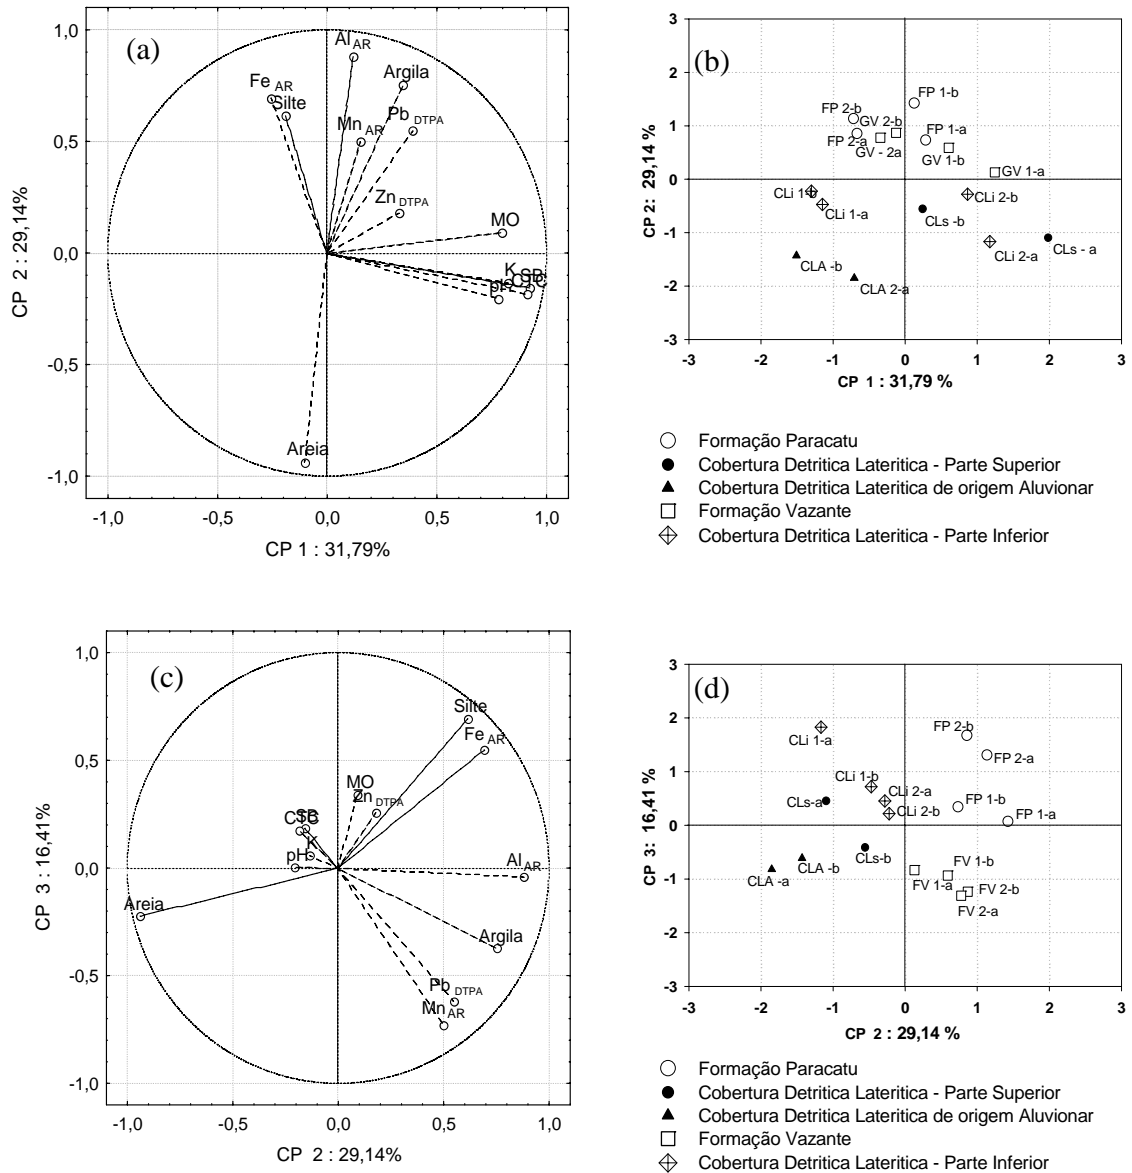 (a)
1,0
0,5
0,0
-0,5
-1,0
CP 2 : 29,14%
Al AR
Argila
Fe AR
Silte
Pb DTPA
Mn AR
Zn DTPA
MO
K
SB
CTC
pH
Areia
-1,0
-0,5
0,0
0,5
1,0
CP 1 : 31,79%
(b)
3
2
1
0
-1
-2
-3
CP 2: 29,14 %
FP 1-b
FP 2-b
GV 2-b
FP 1-a
FP 2-a
GV - 2a
GV 1-b
GV 1-a
CLi 1-b
CLi 2-b
CLi 1-a
CLs -b
CLs - a
CLi 2-a
CLA -b
CLA 2-a
-3
-2
-1
0
1
2
3
CP 1 : 31,79 %
Formação Paracatu
Cobertura Detritica Lateritica - Parte Superior
Cobertura Detritica Lateritica de origem Aluvionar
Formação Vazante
Cobertura Detritica Lateritica - Parte Inferior
(c)
1,0
0,5
0,0
-0,5
-1,0
CP 3 : 16,41%
Silte
Fe AR
MO
Zn DTPA
SB
CTC
K
pH
Al AR
Areia
Argila
Pb DTPA
Mn AR
-1,0
-0,5
0,0
0,5
1,0
CP 2 : 29,14%
(d)
3
2
1
0
-1
-2
-3
CP 3: 16,41 %
FP 2-b
CLi 1-a
FP 2-a
CLi 1-b
CLi 2-a
FP 1-b
CLs-a
CLi 2-b
FP 1-a
CLs-b
FV 1-b
CLA -b
CLA -a
FV 1-a
FV 2-b
FV 2-a
-3
-2
-1
0
1
2
3
CP 2 : 29,14 %
Formação Paracatu
Cobertura Detritica Lateritica - Parte Superior
Cobertura Detritica Lateritica de origem Aluvionar
Formação Vazante
Cobertura Detritica Lateritica - Parte Inferior